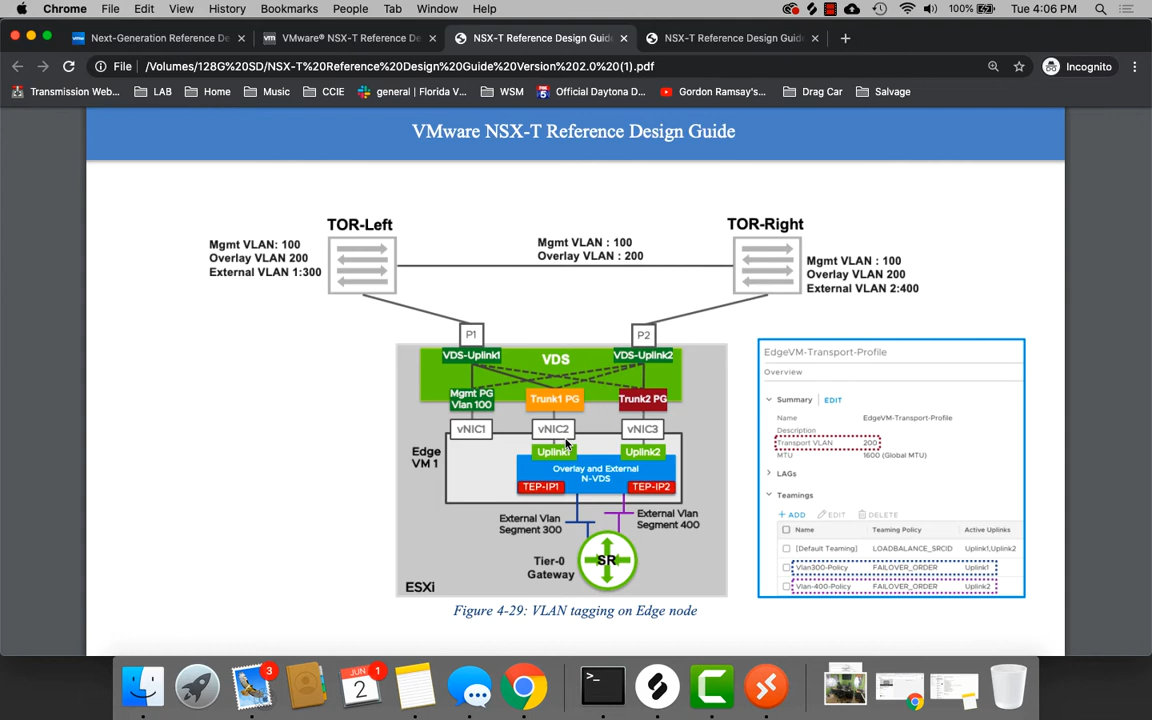 Chrome File Edit View History Bookmarks People Tab Window Help 100% Tue 4:06 PM
Next-Generation Reference De
VMware® NSX-T Reference De
NSX-T Reference Design Guide
NSX-T Reference Design Guide
File /Volumes/128G%20SD/NSX-T%20Reference%20Design%20Guide%20Version%202.0%20(1).pdf Incognito
Transmission Web... LAB Home Music CCIE general | Florida V... WSM Official Daytona D... Gordon Ramsay's... Drag Car Salvage
VMware NSX-T Reference Design Guide
TOR-Left
TOR-Right
Mgmt VLAN: 100
Overlay VLAN 200
External VLAN 1:300
Mgmt VLAN : 100
Overlay VLAN : 200
Mgmt VLAN : 100
Overlay VLAN 200
External VLAN 2:400
P1
P2
VDS-Uplink1
VDS
VDS-Uplink2
Mgmt PG
Vlan 100
Trunk1 PG
Trunk2 PG
vNIC1
vNIC2
vNIC3
Edge
VM 1
Uplink1
Uplink2
Overlay and External
N-VDS
TEP-IP1
TEP-IP2
External Vlan
Segment 300
External Vlan
Segment 400
Tier-0
Gateway
SR
ESXi
EdgeVM-Transport-Profile
Overview
Summary EDIT
Name EdgeVM-Transport-Profile
Description
Transport VLAN 200
MTU 1600 (Global MTU)
LAGs
Teamings
+ ADD EDIT DELETE
Name Teaming Policy Active Uplinks
[Default Teaming] LOADBALANCE_SRCID Uplink1,Uplink2
Vlan300-Policy FAILOVER_ORDER Uplink1
Vlan-400-Policy FAILOVER_ORDER Uplink2
Figure 4-29: VLAN tagging on Edge node
3
JUN
1
2
>_